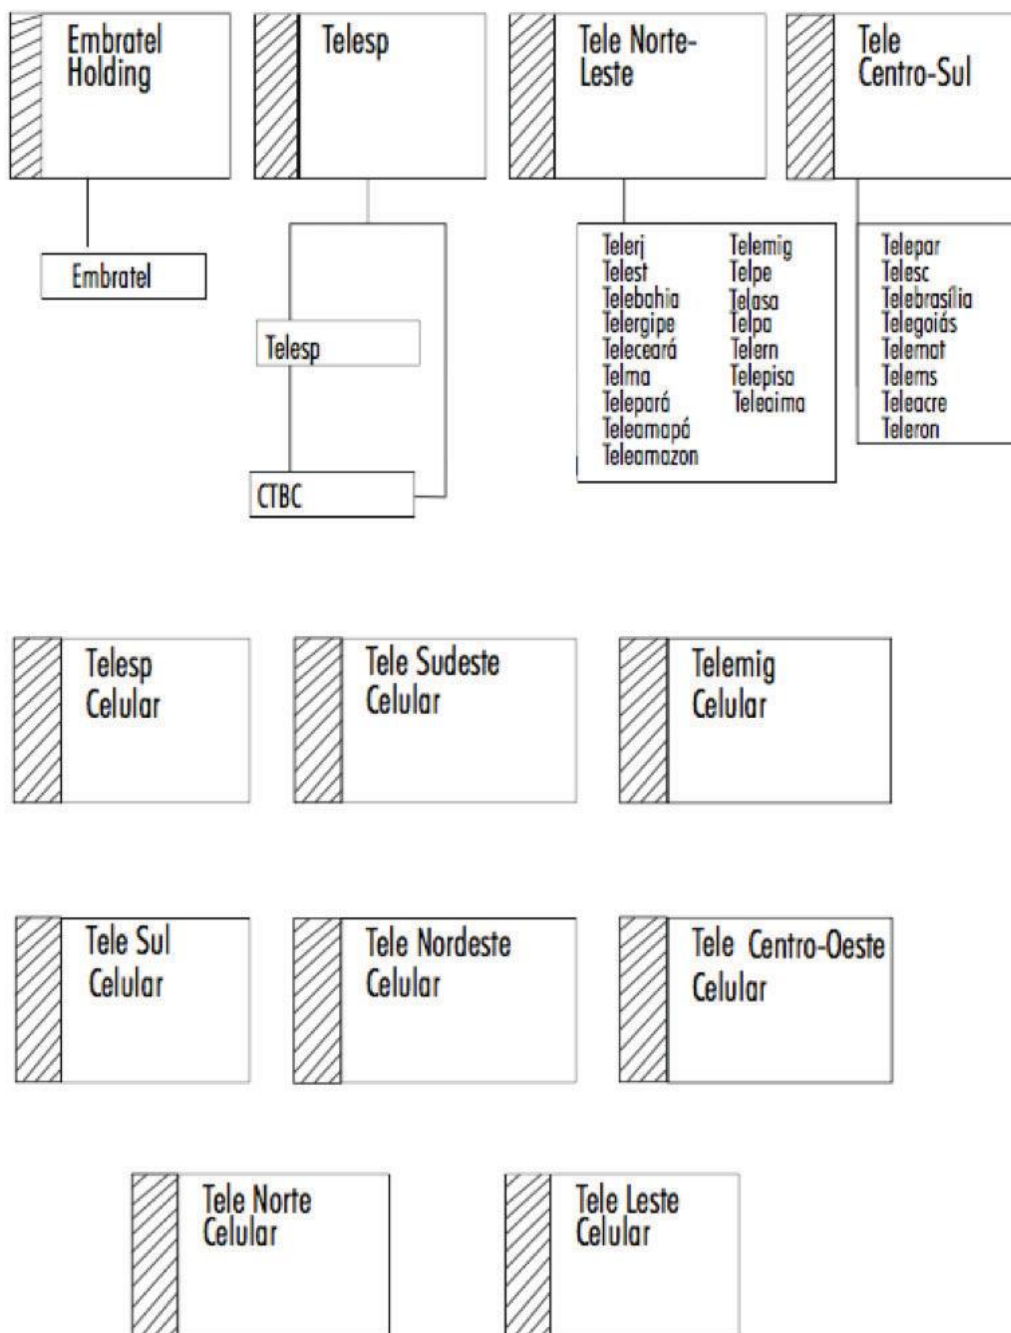 Embratel
Holding
Telesp
Tele Norte-
Leste
Tele
Centro-Sul
Embratel
Telesp
CTBC
Telerj
Telest
Telebahia
Telergipe
Teleceará
Telma
Telepará
Teleamapá
Teleamazon
Telemig
Telpe
Telasa
Telpa
Telern
Telepisa
Teleaima
Telepar
Telesc
Telebrasília
Telegoiás
Telemat
Telems
Teleacre
Teleron
Telesp
Celular
Tele Sudeste
Celular
Telemig
Celular
Tele Sul
Celular
Tele Nordeste
Celular
Tele Centro-Oeste
Celular
Tele Norte
Celular
Tele Leste
Celular